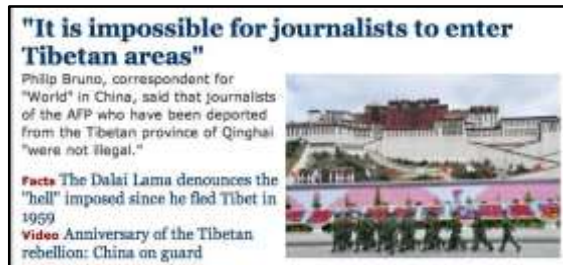 "It is impossible for journalists to enter
Tibetan areas"
Philip Bruno, correspondent for
"World" in China, said that journalists
of the AFP who have been deported
from the Tibetan province of Qinghai
"were not illegal."
Facts The Dalai Lama denounces the
"hell" imposed since he fled Tibet in
1959
Video Anniversary of the Tibetan
rebellion: China on guard